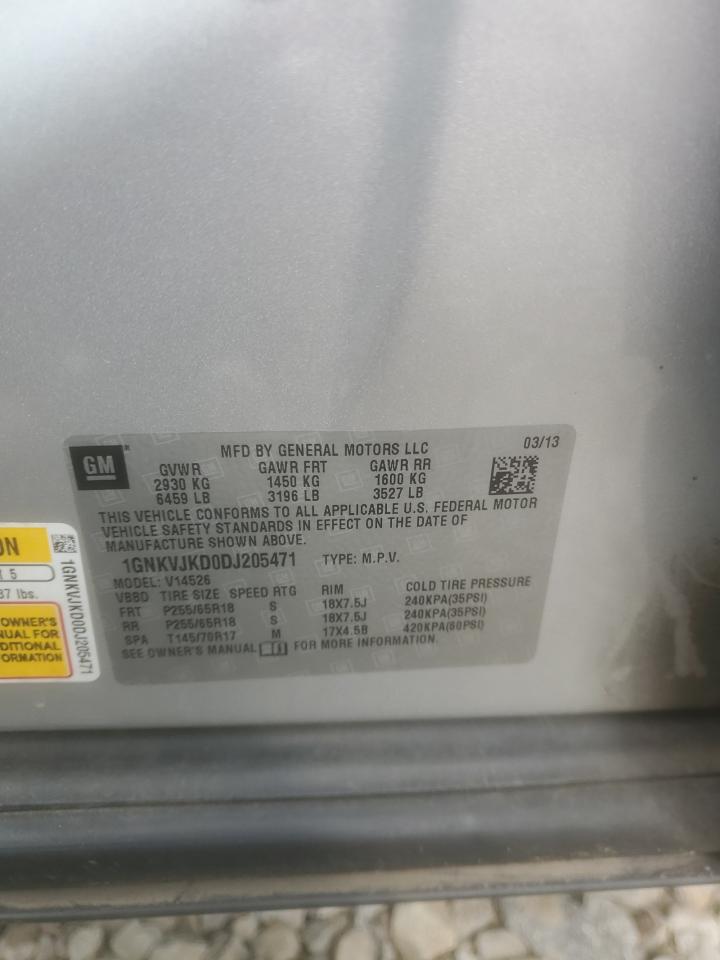 GM
MFD BY GENERAL MOTORS LLC
03/13
GVWR GAWR FRT GAWR RR
2930 KG 1450 KG 1600 KG
6459 LB 3196 LB 3527 LB
THIS VEHICLE CONFORMS TO ALL APPLICABLE U.S. FEDERAL MOTOR
VEHICLE SAFETY STANDARDS IN EFFECT ON THE DATE OF
MANUFACTURE SHOWN ABOVE.
1GNKVJKD0DJ205471 TYPE: M.P.V.
MODEL: V14526
VBBD TIRE SIZE SPEED RTG RIM COLD TIRE PRESSURE
FRT P255/65R18 S 18X7.5J 240KPA(35PSI)
RR P255/65R18 S 18X7.5J 240KPA(35PSI)
SPA T145/70R17 M 17X4.5B 420KPA(60PSI)
SEE OWNER'S MANUAL FOR MORE INFORMATION.
ON
5
37 lbs.
OWNER'S
NUAL FOR
DITIONAL
FORMATION
1GNKVJKD0DJ205471